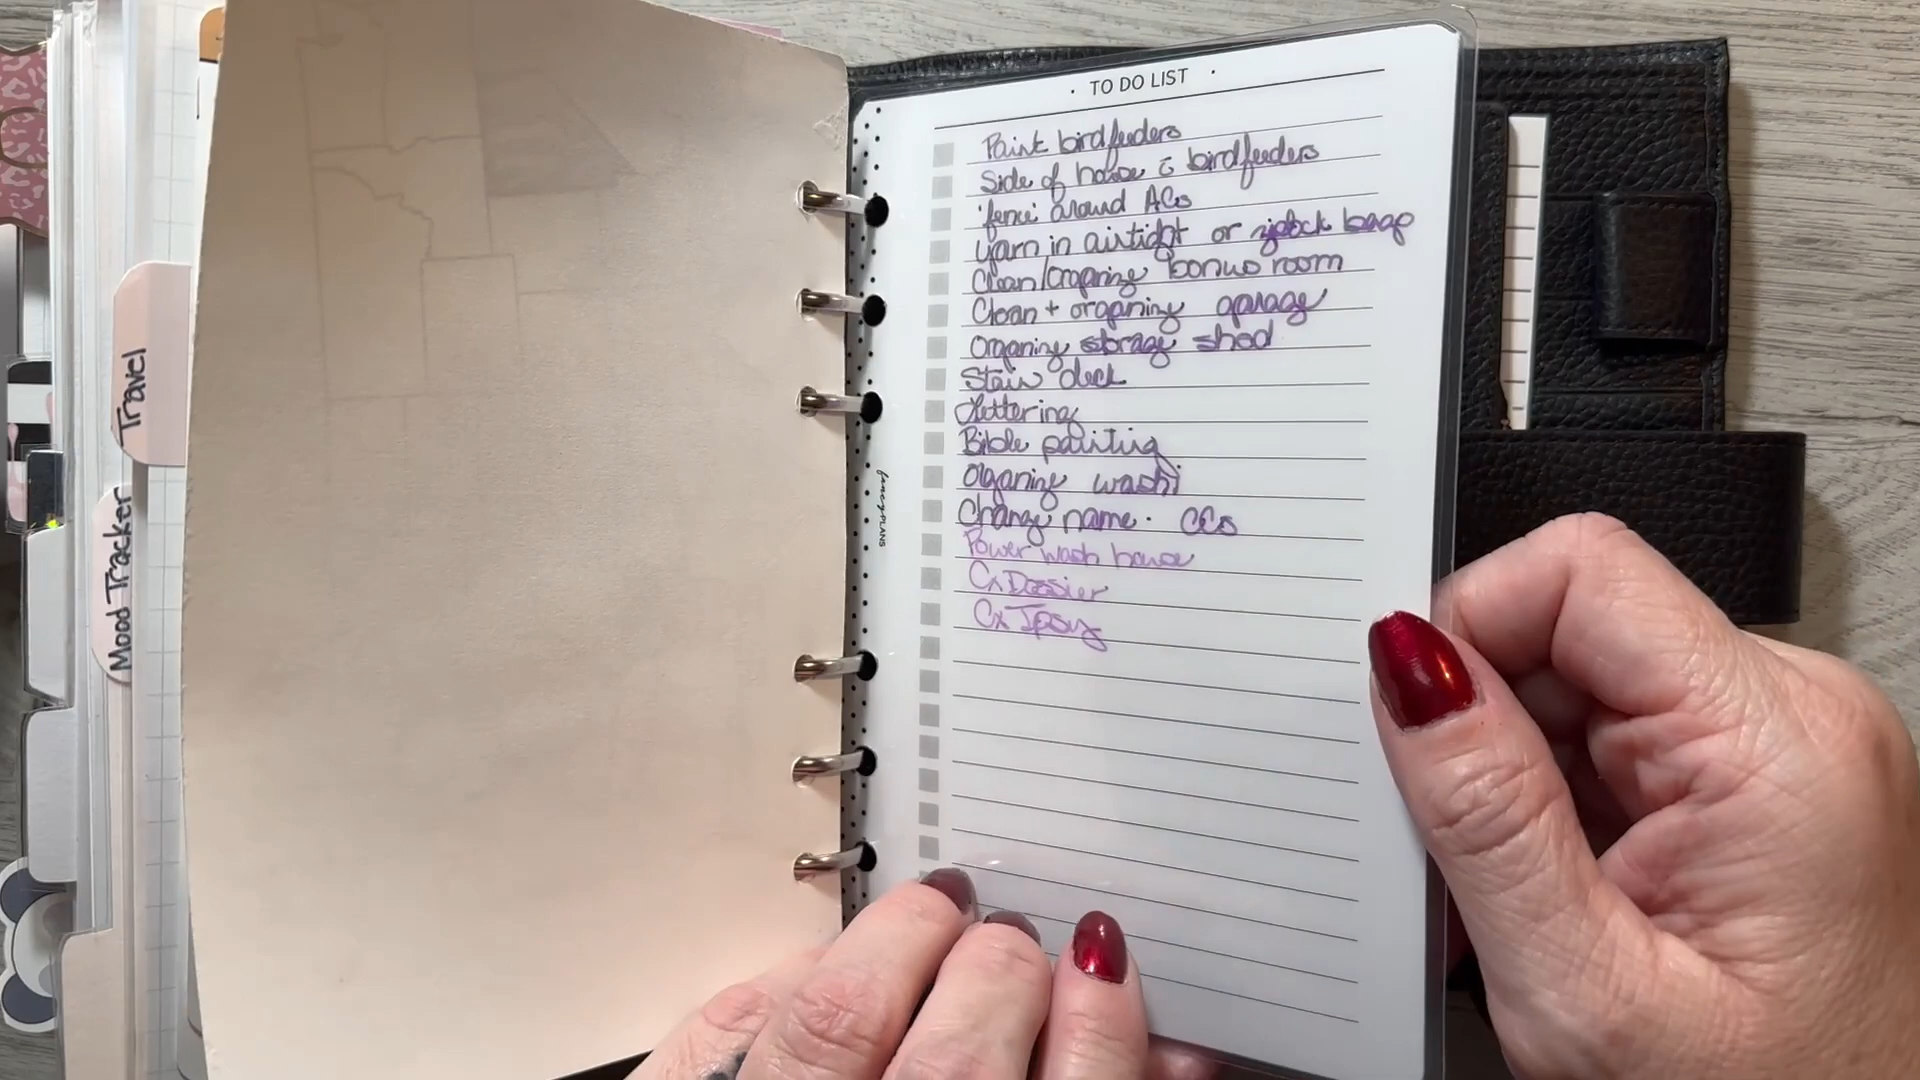 Travel
Mood Tracker
TO DO LIST
Paint birdfeeders
Side of house c̄ birdfeeders
'fence' around ACs
Yarn in airtight or ziplock bags
Clean/Organize bonus room
Clean + organize garage
Organize storage shed
Stain deck
Lettering
Bible painting
Organize washi
Change name - CCs
Power wash house
Cx Dossier
Cx Ipsy
PLANS